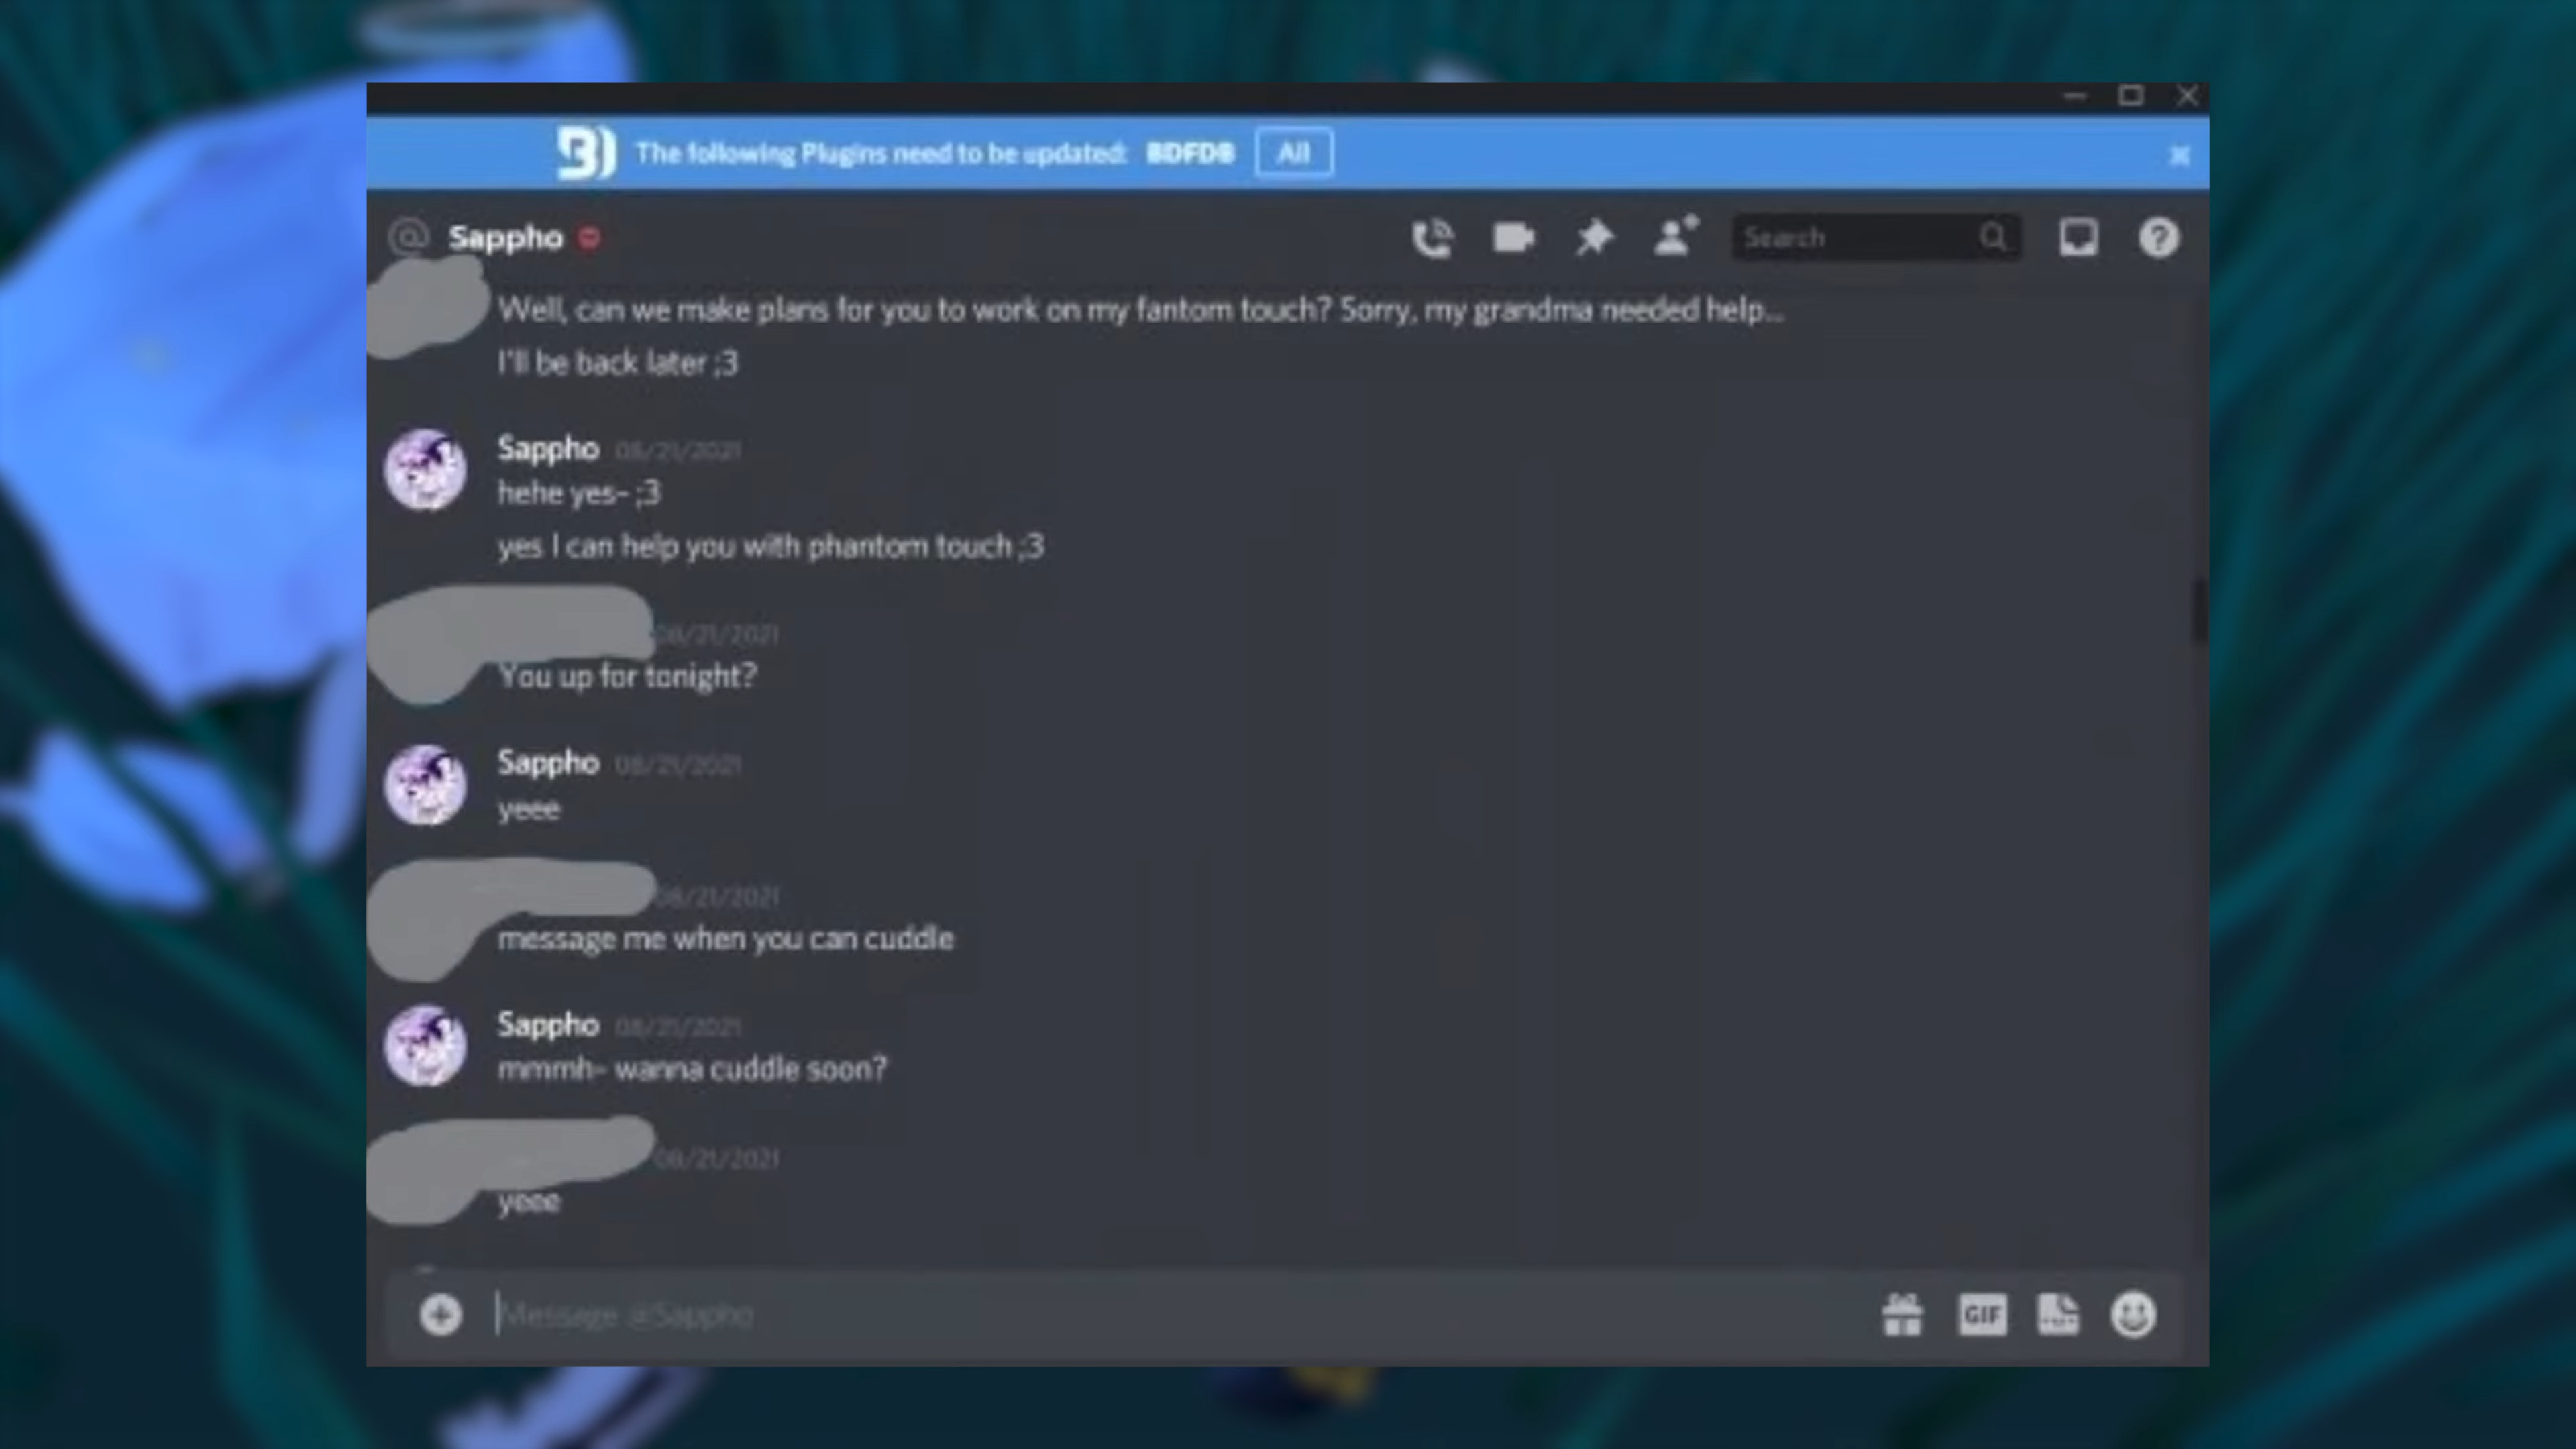 The following Plugins need to be updated: BDFDB All
@ Sappho
Search
Well, can we make plans for you to work on my fantom touch? Sorry, my grandma needed help...
I'll be back later ;3
Sappho 08/21/2021
hehe yes- ;3
yes I can help you with phantom touch ;3
08/21/2021
You up for tonight?
Sappho 08/21/2021
yeee
08/21/2021
message me when you can cuddle
Sappho 08/21/2021
mmmh- wanna cuddle soon?
08/21/2021
yeee
Message @Sappho
GIF